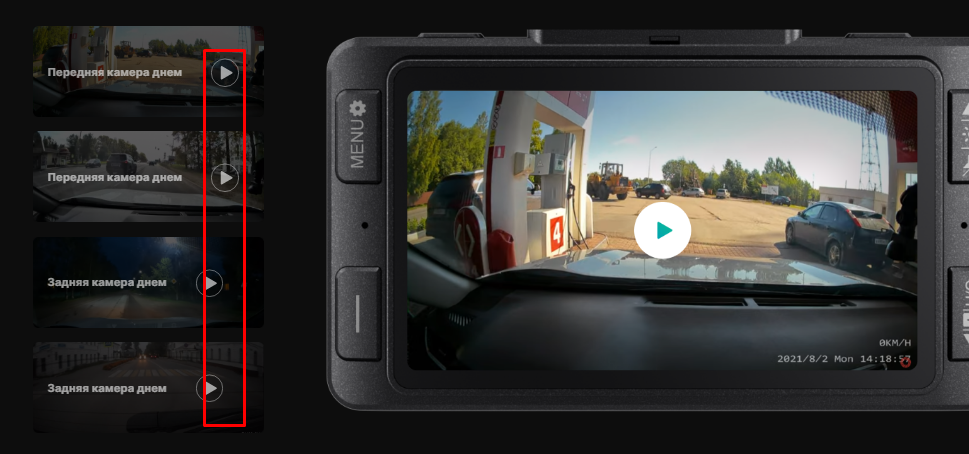 Передняя камера днем
Передняя камера днем
Задняя камера днем
Задняя камера днем
MENU
4
0KM/H
2021/8/2 Mon 14:18:57